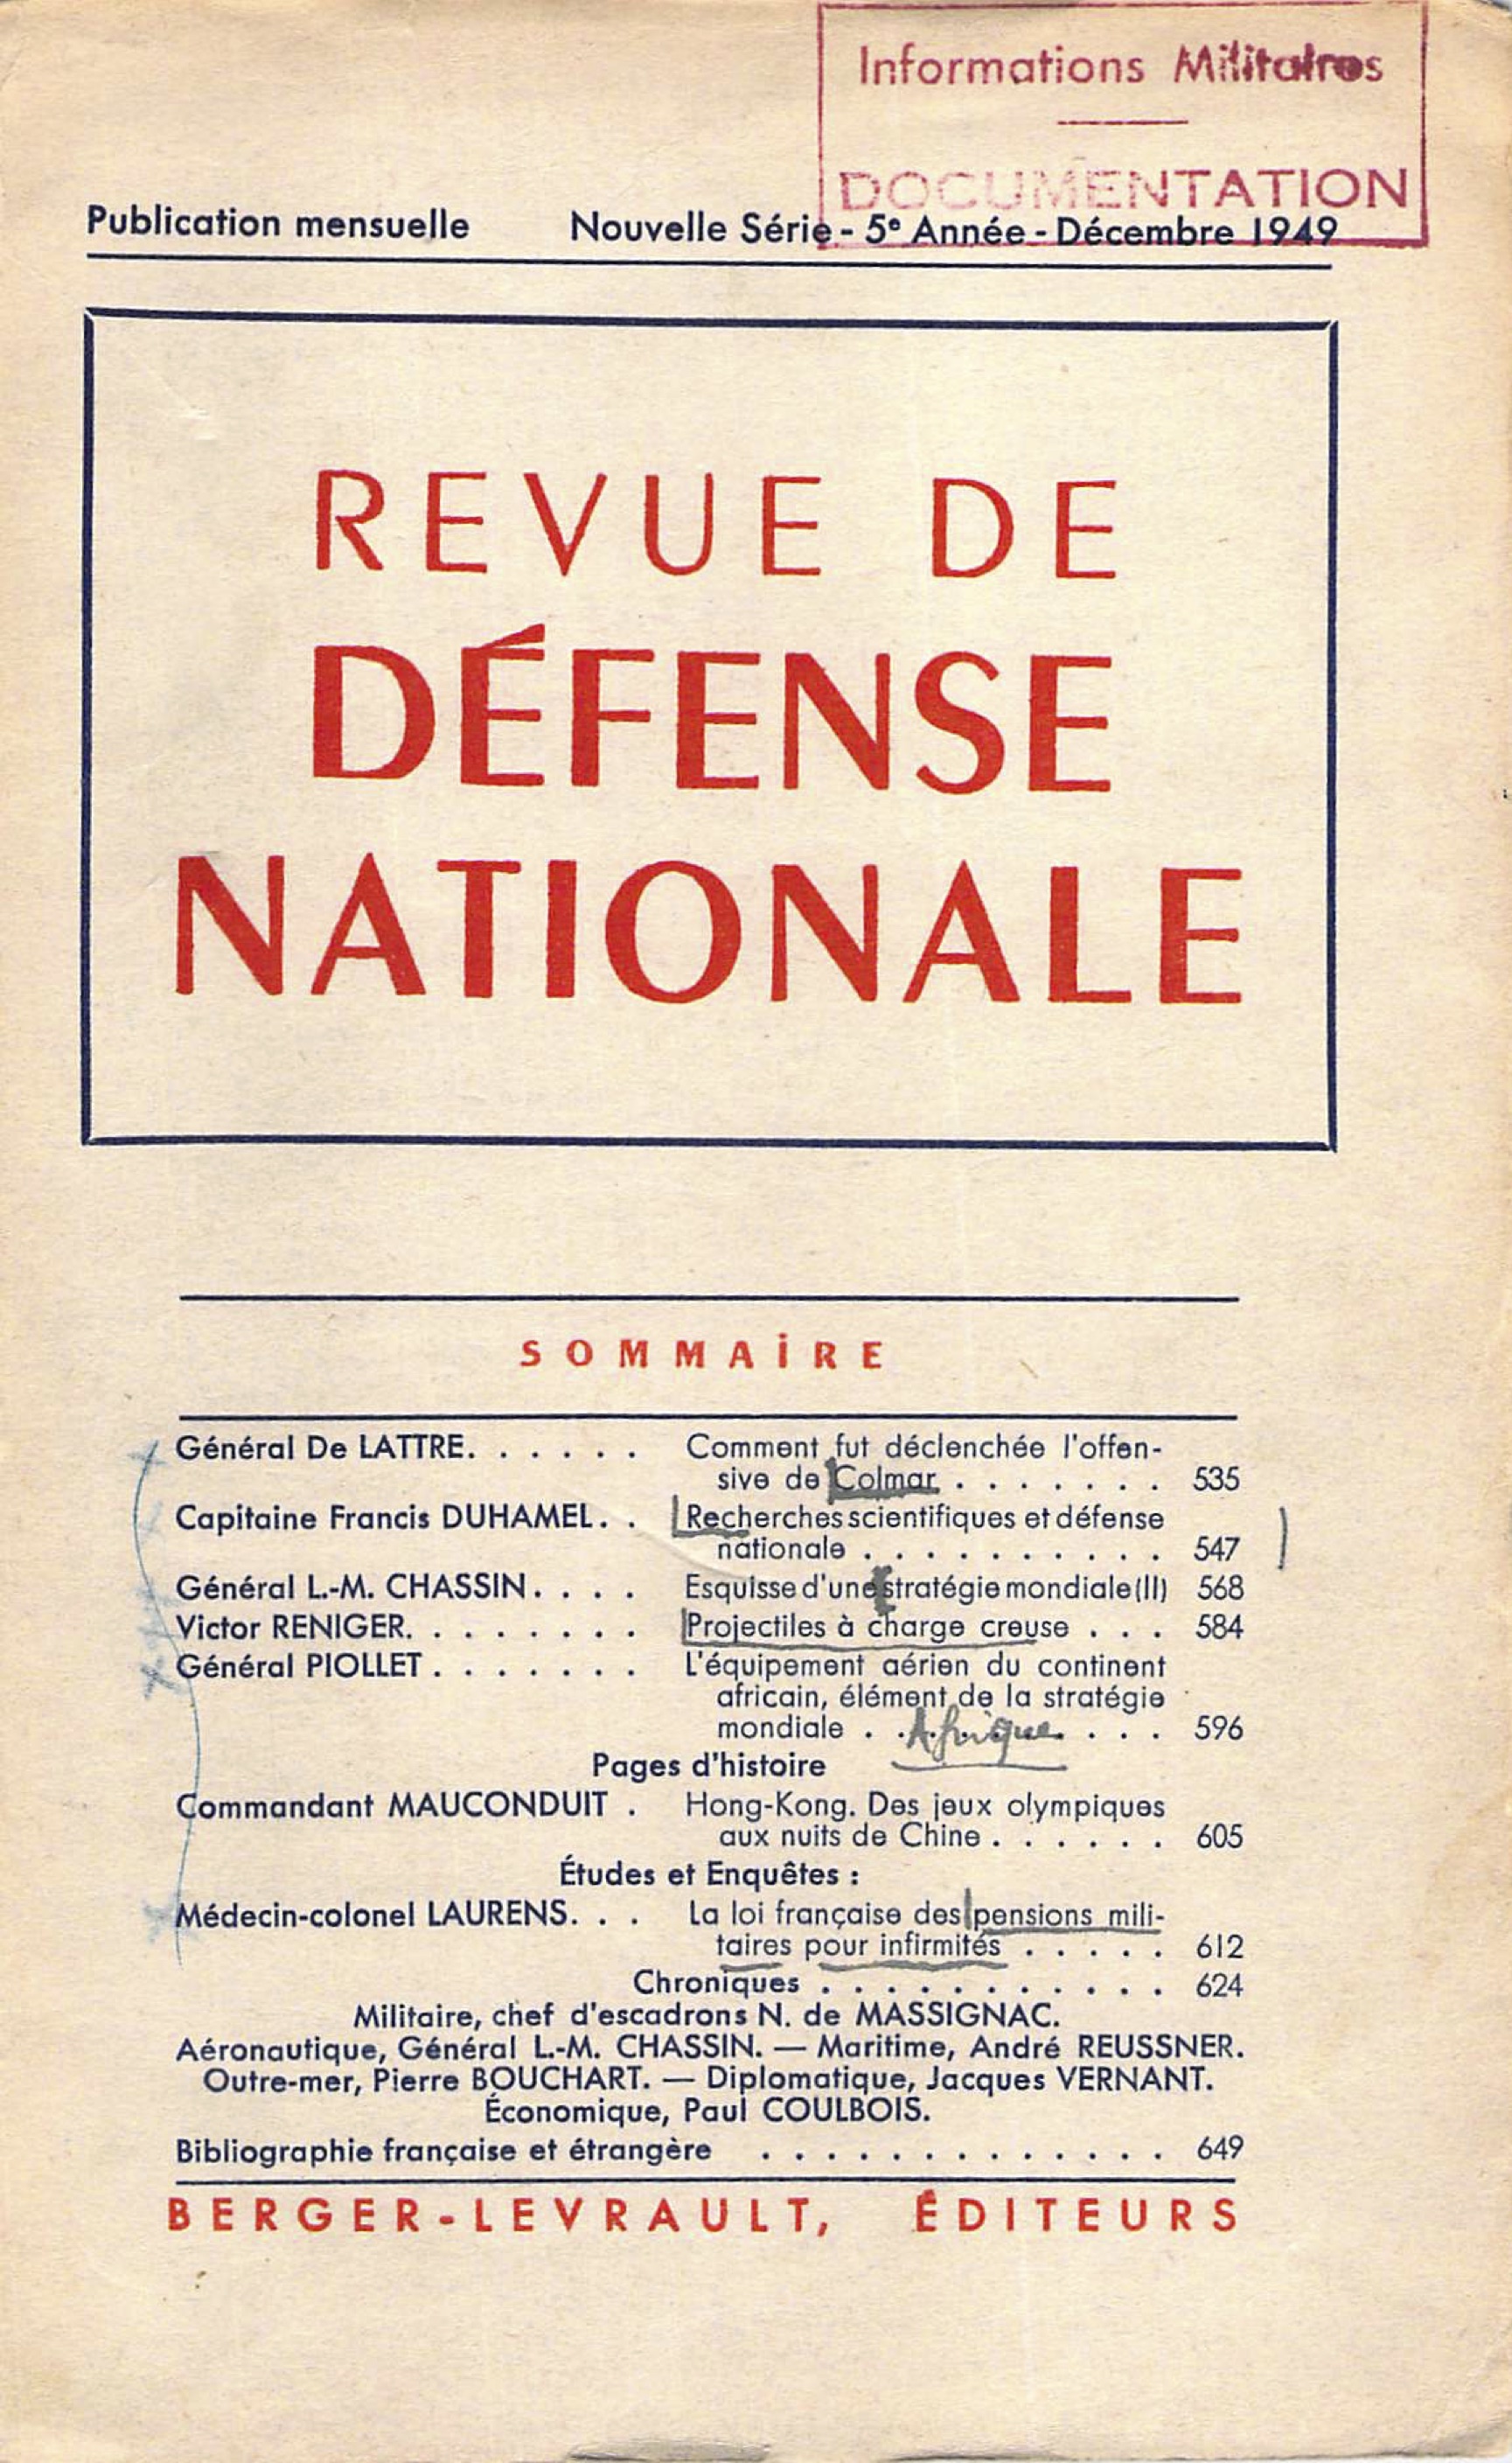 Informations Militaires
DOCUMENTATION
Publication mensuelle Nouvelle Série - 5e Année - Décembre 1949
REVUE DE
DÉFENSE
NATIONALE
SOMMAIRE
Général De LATTRE. . . . . . Comment fut déclenchée l'offen-
sive de Colmar . . . . . . . 535
Capitaine Francis DUHAMEL. . Recherches scientifiques et défense
nationale . . . . . . . . . . 547
Général L.-M. CHASSIN. . . . Esquisse d'une stratégie mondiale (II) 568
Victor RENIGER. . . . . . . . Projectiles à charge creuse . . . 584
Général PIOLLET . . . . . . . L'équipement aérien du continent
africain, élément de la stratégie
mondiale . . . . . . . . . . 596
Afrique
Pages d'histoire
Commandant MAUCONDUIT . Hong-Kong. Des jeux olympiques
aux nuits de Chine . . . . . . 605
Études et Enquêtes :
Médecin-colonel LAURENS. . . La loi française des pensions mili-
taires pour infirmités . . . . . 612
Chroniques . . . . . . . . . . . 624
Militaire, chef d'escadrons N. de MASSIGNAC.
Aéronautique, Général L.-M. CHASSIN. — Maritime, André REUSSNER.
Outre-mer, Pierre BOUCHART. — Diplomatique, Jacques VERNANT.
Économique, Paul COULBOIS.
Bibliographie française et étrangère . . . . . . . . . . . . . 649
BERGER-LEVRAULT, ÉDITEURS